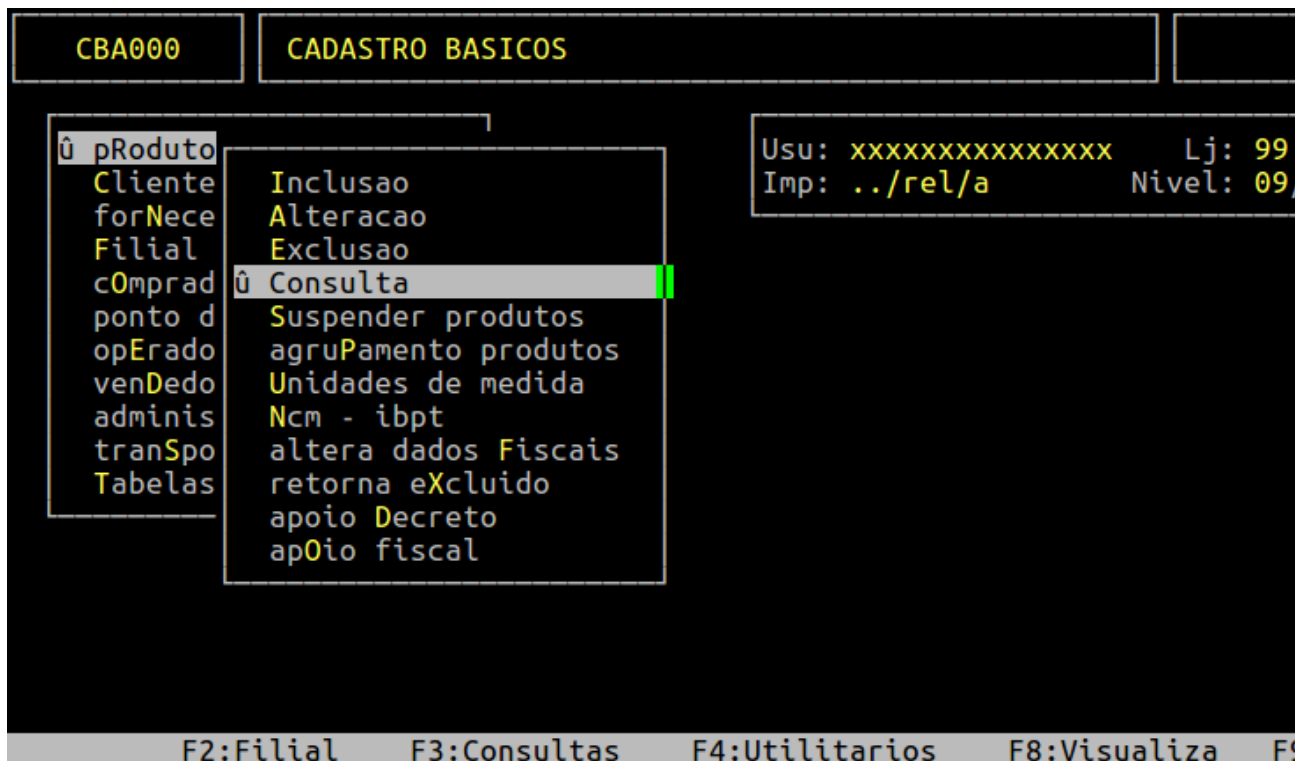 CBA000 CADASTRO BASICOS
û pRoduto
Cliente
forNece
Filial
cOmprad
ponto d
opErado
venDedo
adminis
tranSpo
Tabelas
Inclusao
Alteracao
Exclusao
û Consulta
Suspender produtos
agruPamento produtos
Unidades de medida
Ncm - ibpt
altera dados Fiscais
retorna eXcluido
apoio Decreto
apOio fiscal
Usu: xxxxxxxxxxxxxxx Lj: 99
Imp: ../rel/a Nivel: 09/
F2:Filial F3:Consultas F4:Utilitarios F8:Visualiza F9